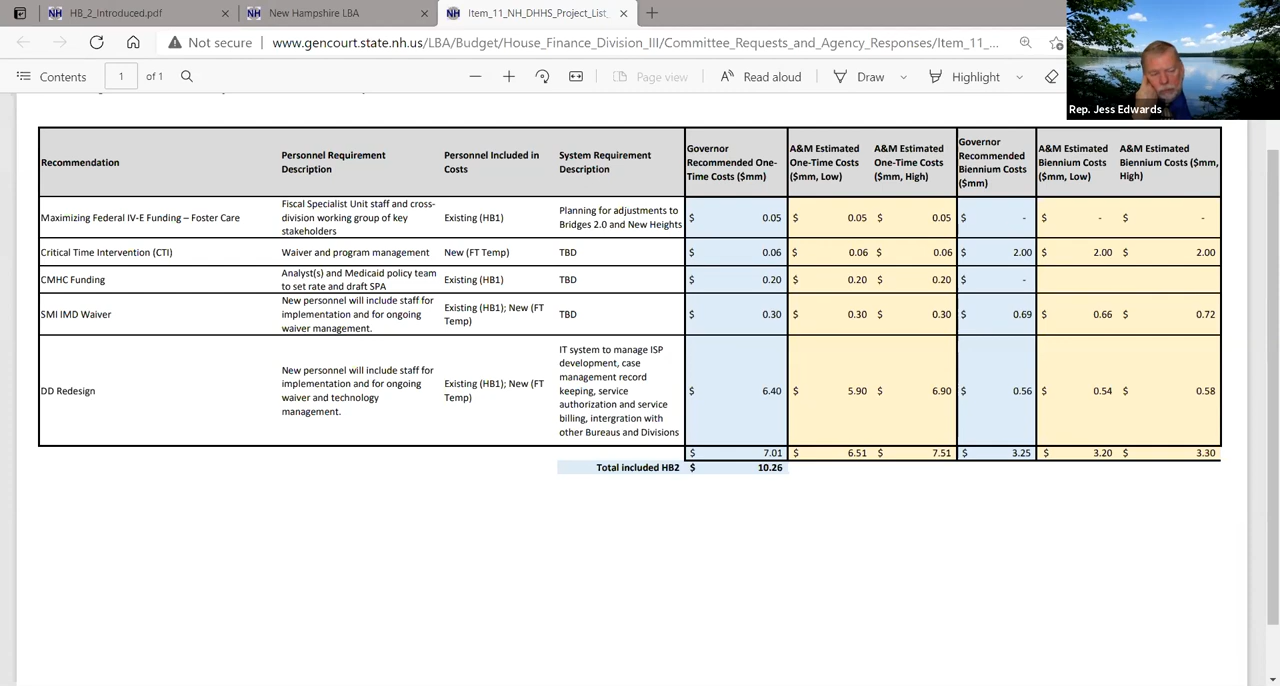 HB_2_Introduced.pdf
New Hampshire LBA
Item_11_NH_DHHS_Project_List_
Not secure | www.gencourt.state.nh.us/LBA/Budget/House_Finance_Division_III/Committee_Requests_and_Agency_Responses/Item_11_...
Contents 1 of 1 Page view Read aloud Draw Highlight
Rep. Jess Edwards
Recommendation
Personnel Requirement
Description
Personnel Included in
Costs
System Requirement
Description
Governor
Recommended One-
Time Costs ($mm)
A&M Estimated
One-Time Costs
($mm, Low)
A&M Estimated
One-Time Costs
($mm, High)
Governor
Recommended
Biennium Costs
($mm)
A&M Estimated
Biennium Costs
($mm, Low)
A&M Estimated
Biennium Costs ($mm,
High)
Maximizing Federal IV-E Funding – Foster Care
Fiscal Specialist Unit staff and cross-
division working group of key
stakeholders
Existing (HB1)
Planning for adjustments to
Bridges 2.0 and New Heights
$ 0.05 $ 0.05 $ 0.05 $ - $ - $ -
Critical Time Intervention (CTI) Waiver and program management New (FT Temp) TBD $ 0.06 $ 0.06 $ 0.06 $ 2.00 $ 2.00 $ 2.00
CMHC Funding
Analyst(s) and Medicaid policy team
to set rate and draft SPA
Existing (HB1)
TBD
$ 0.20 $ 0.20 $ 0.20 $ -
SMI IMD Waiver
New personnel will include staff for
implementation and for ongoing
waiver management.
Existing (HB1); New (FT
Temp)
TBD
$ 0.30 $ 0.30 $ 0.30 $ 0.69 $ 0.66 $ 0.72
DD Redesign
New personnel will include staff for
implementation and for ongoing
waiver and technology
management.
Existing (HB1); New (FT
Temp)
IT system to manage ISP
development, case
management record
keeping, service
authorization and service
billing, intergration with
other Bureaus and Divisions
$ 6.40 $ 5.90 $ 6.90 $ 0.56 $ 0.54 $ 0.58
$ 7.01 $ 6.51 $ 7.51 $ 3.25 $ 3.20 $ 3.30
Total included HB2 $ 10.26